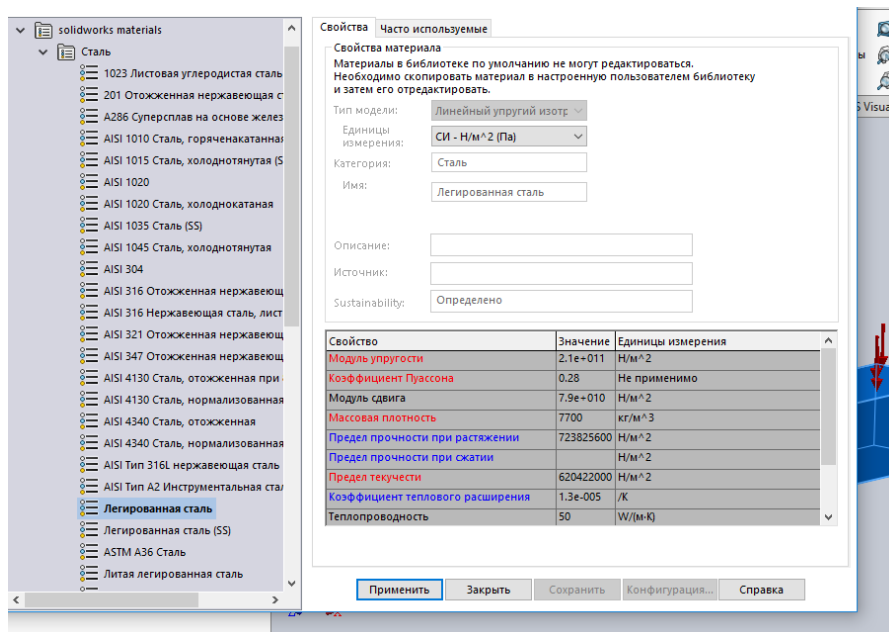 solidworks materials
Сталь
1023 Листовая углеродистая сталь
201 Отожженная нержавеющая с
A286 Суперсплав на основе желез
AISI 1010 Сталь, горяченакатанная
AISI 1015 Сталь, холоднотянутая (S
AISI 1020
AISI 1020 Сталь, холоднокатаная
AISI 1035 Сталь (SS)
AISI 1045 Сталь, холоднотянутая
AISI 304
AISI 316 Отожженная нержавеющ
AISI 316 Нержавеющая сталь, лист
AISI 321 Отожженная нержавеющ
AISI 347 Отожженная нержавеющ
AISI 4130 Сталь, отожженная при
AISI 4130 Сталь, нормализованная
AISI 4340 Сталь, отожженная
AISI 4340 Сталь, нормализованная
AISI Тип 316L нержавеющая сталь
AISI Тип A2 Инструментальная ста
Легированная сталь
Легированная сталь (SS)
ASTM A36 Сталь
Литая легированная сталь
Свойства Часто используемые
Свойства материала
Материалы в библиотеке по умолчанию не могут редактироваться.
Необходимо скопировать материал в настроенную пользователем библиотеку
и затем его отредактировать.
Тип модели: Линейный упругий изотр
Единицы
измерения: СИ - Н/м^2 (Па)
Категория: Сталь
Имя: Легированная сталь
Описание:
Источник:
Sustainability: Определено
Свойство Значение Единицы измерения
Модуль упругости 2.1e+011 Н/м^2
Коэффициент Пуассона 0.28 Не применимо
Модуль сдвига 7.9e+010 Н/м^2
Массовая плотность 7700 кг/м^3
Предел прочности при растяжении 723825600 Н/м^2
Предел прочности при сжатии Н/м^2
Предел текучести 620422000 Н/м^2
Коэффициент теплового расширения 1.3e-005 /K
Теплопроводность 50 W/(м·K)
Применить Закрыть Сохранить Конфигурация... Справка
ы
S Visua